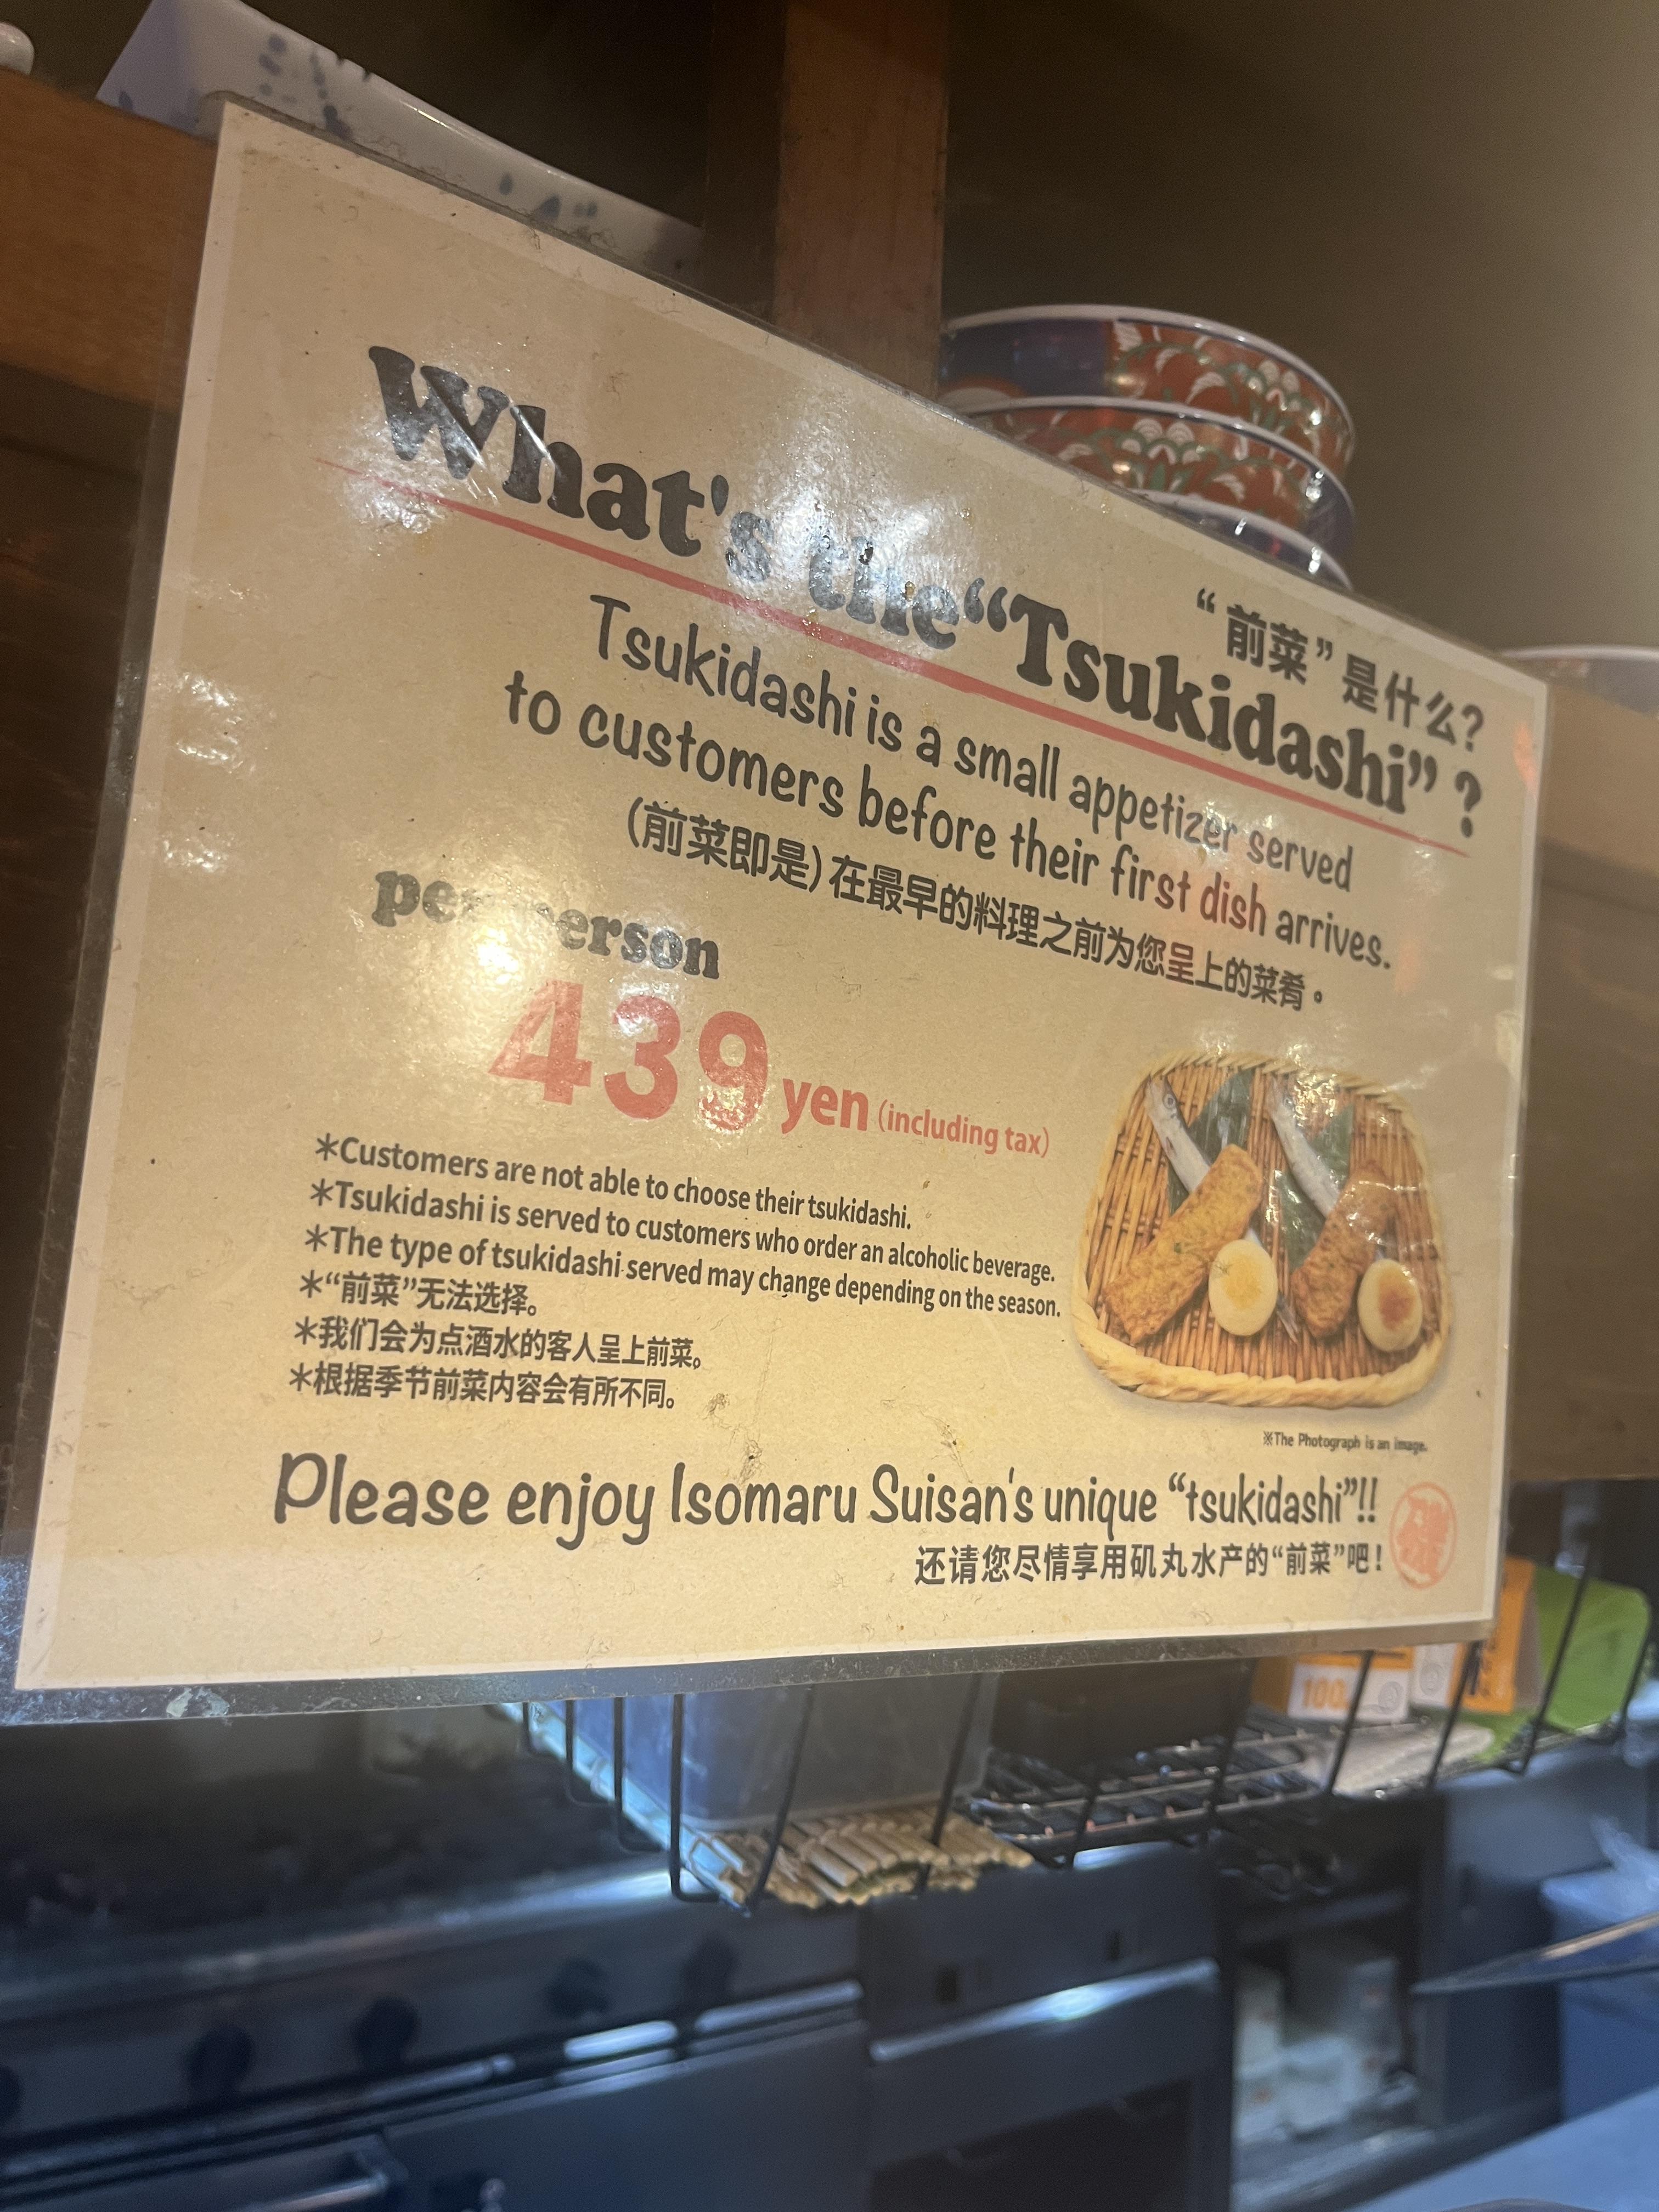 What's the “Tsukidashi” ?
“前菜”是什么?
Tsukidashi is a small appetizer served
to customers before their first dish arrives.
(前菜即是)在最早的料理之前为您呈上的菜肴。
per person
439 yen (including tax)
＊Customers are not able to choose their tsukidashi.
＊Tsukidashi is served to customers who order an alcoholic beverage.
＊The type of tsukidashi served may change depending on the season.
＊“前菜”无法选择。
＊我们会为点酒水的客人呈上前菜。
＊根据季节前菜内容会有所不同。
※The Photograph is an image.
Please enjoy Isomaru Suisan's unique “tsukidashi”!!
还请您尽情享用矶丸水产的“前菜”吧!
磯
100